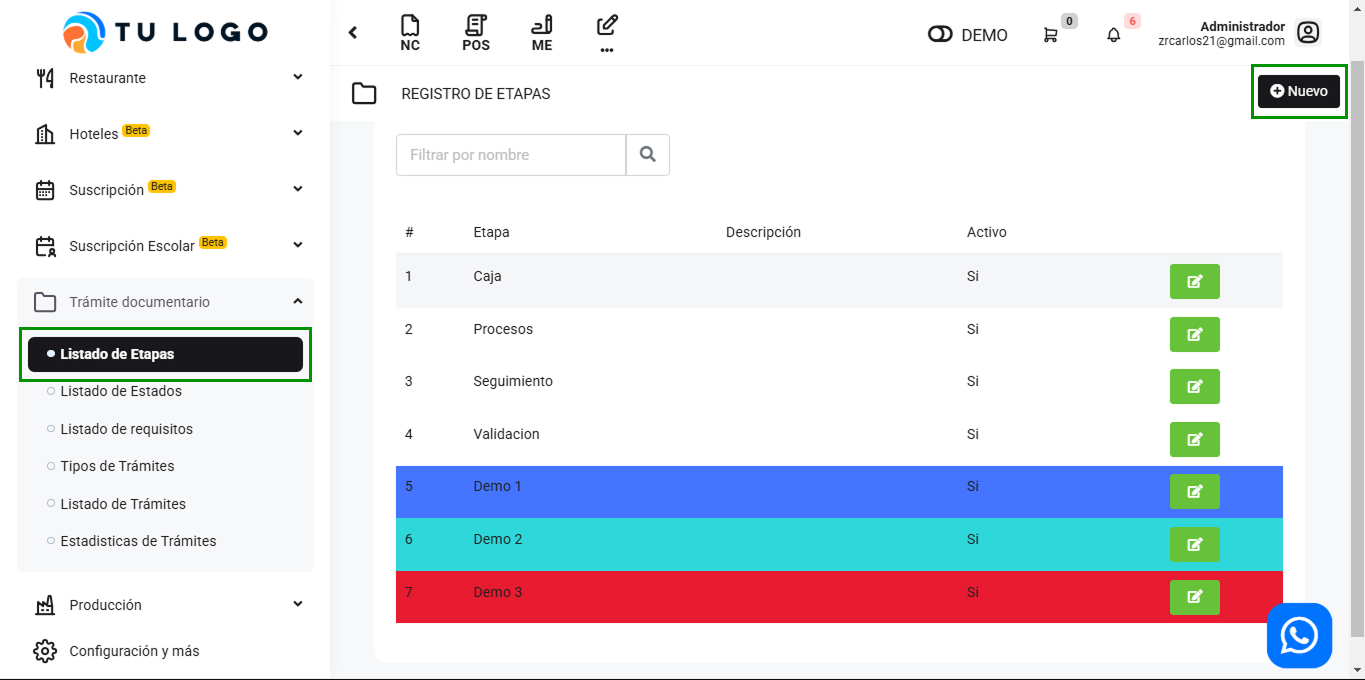 TU LOGO
Restaurante
Hoteles Beta
Suscripción Beta
Suscripción Escolar Beta
Trámite documentario
Listado de Etapas
Listado de Estados
Listado de requisitos
Tipos de Trámites
Listado de Trámites
Estadisticas de Trámites
Producción
Configuración y más
NC
POS
ME
...
DEMO
0
6
Administrador
zrcarlos21@gmail.com
REGISTRO DE ETAPAS
Nuevo
Filtrar por nombre
# Etapa Descripción Activo
1 Caja Si
2 Procesos Si
3 Seguimiento Si
4 Validacion Si
5 Demo 1 Si
6 Demo 2 Si
7 Demo 3 Si